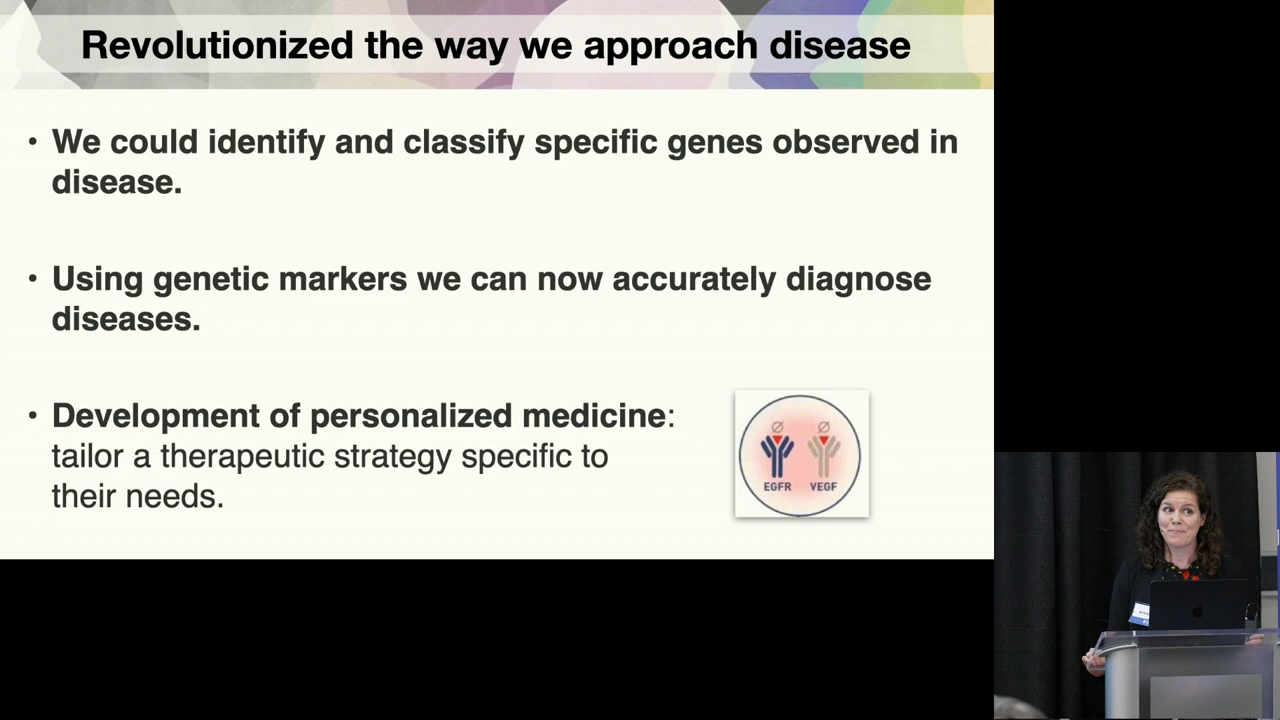 Revolutionized the way we approach disease
• We could identify and classify specific genes observed in
disease.
• Using genetic markers we can now accurately diagnose
diseases.
• Development of personalized medicine:
tailor a therapeutic strategy specific to
their needs.
EGFR VEGF